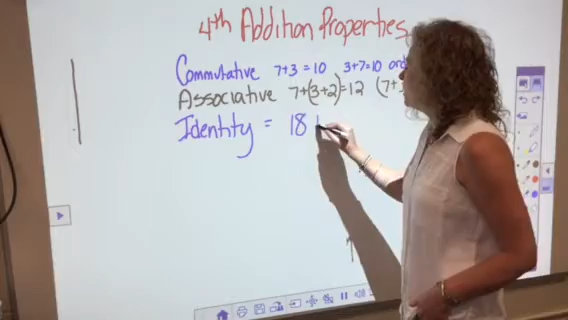 4th Addition Properties
Commutative 7+3=10 3+7=10 ord
Associative 7+(3+2)=12 (7+
Identity = 18